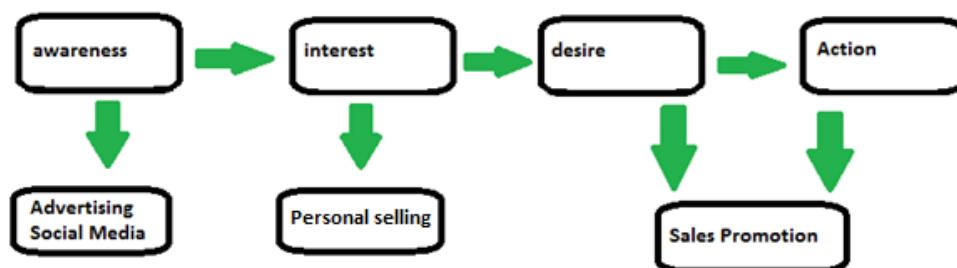 awareness
interest
desire
Action
Advertising
Social Media
Personal selling
Sales Promotion